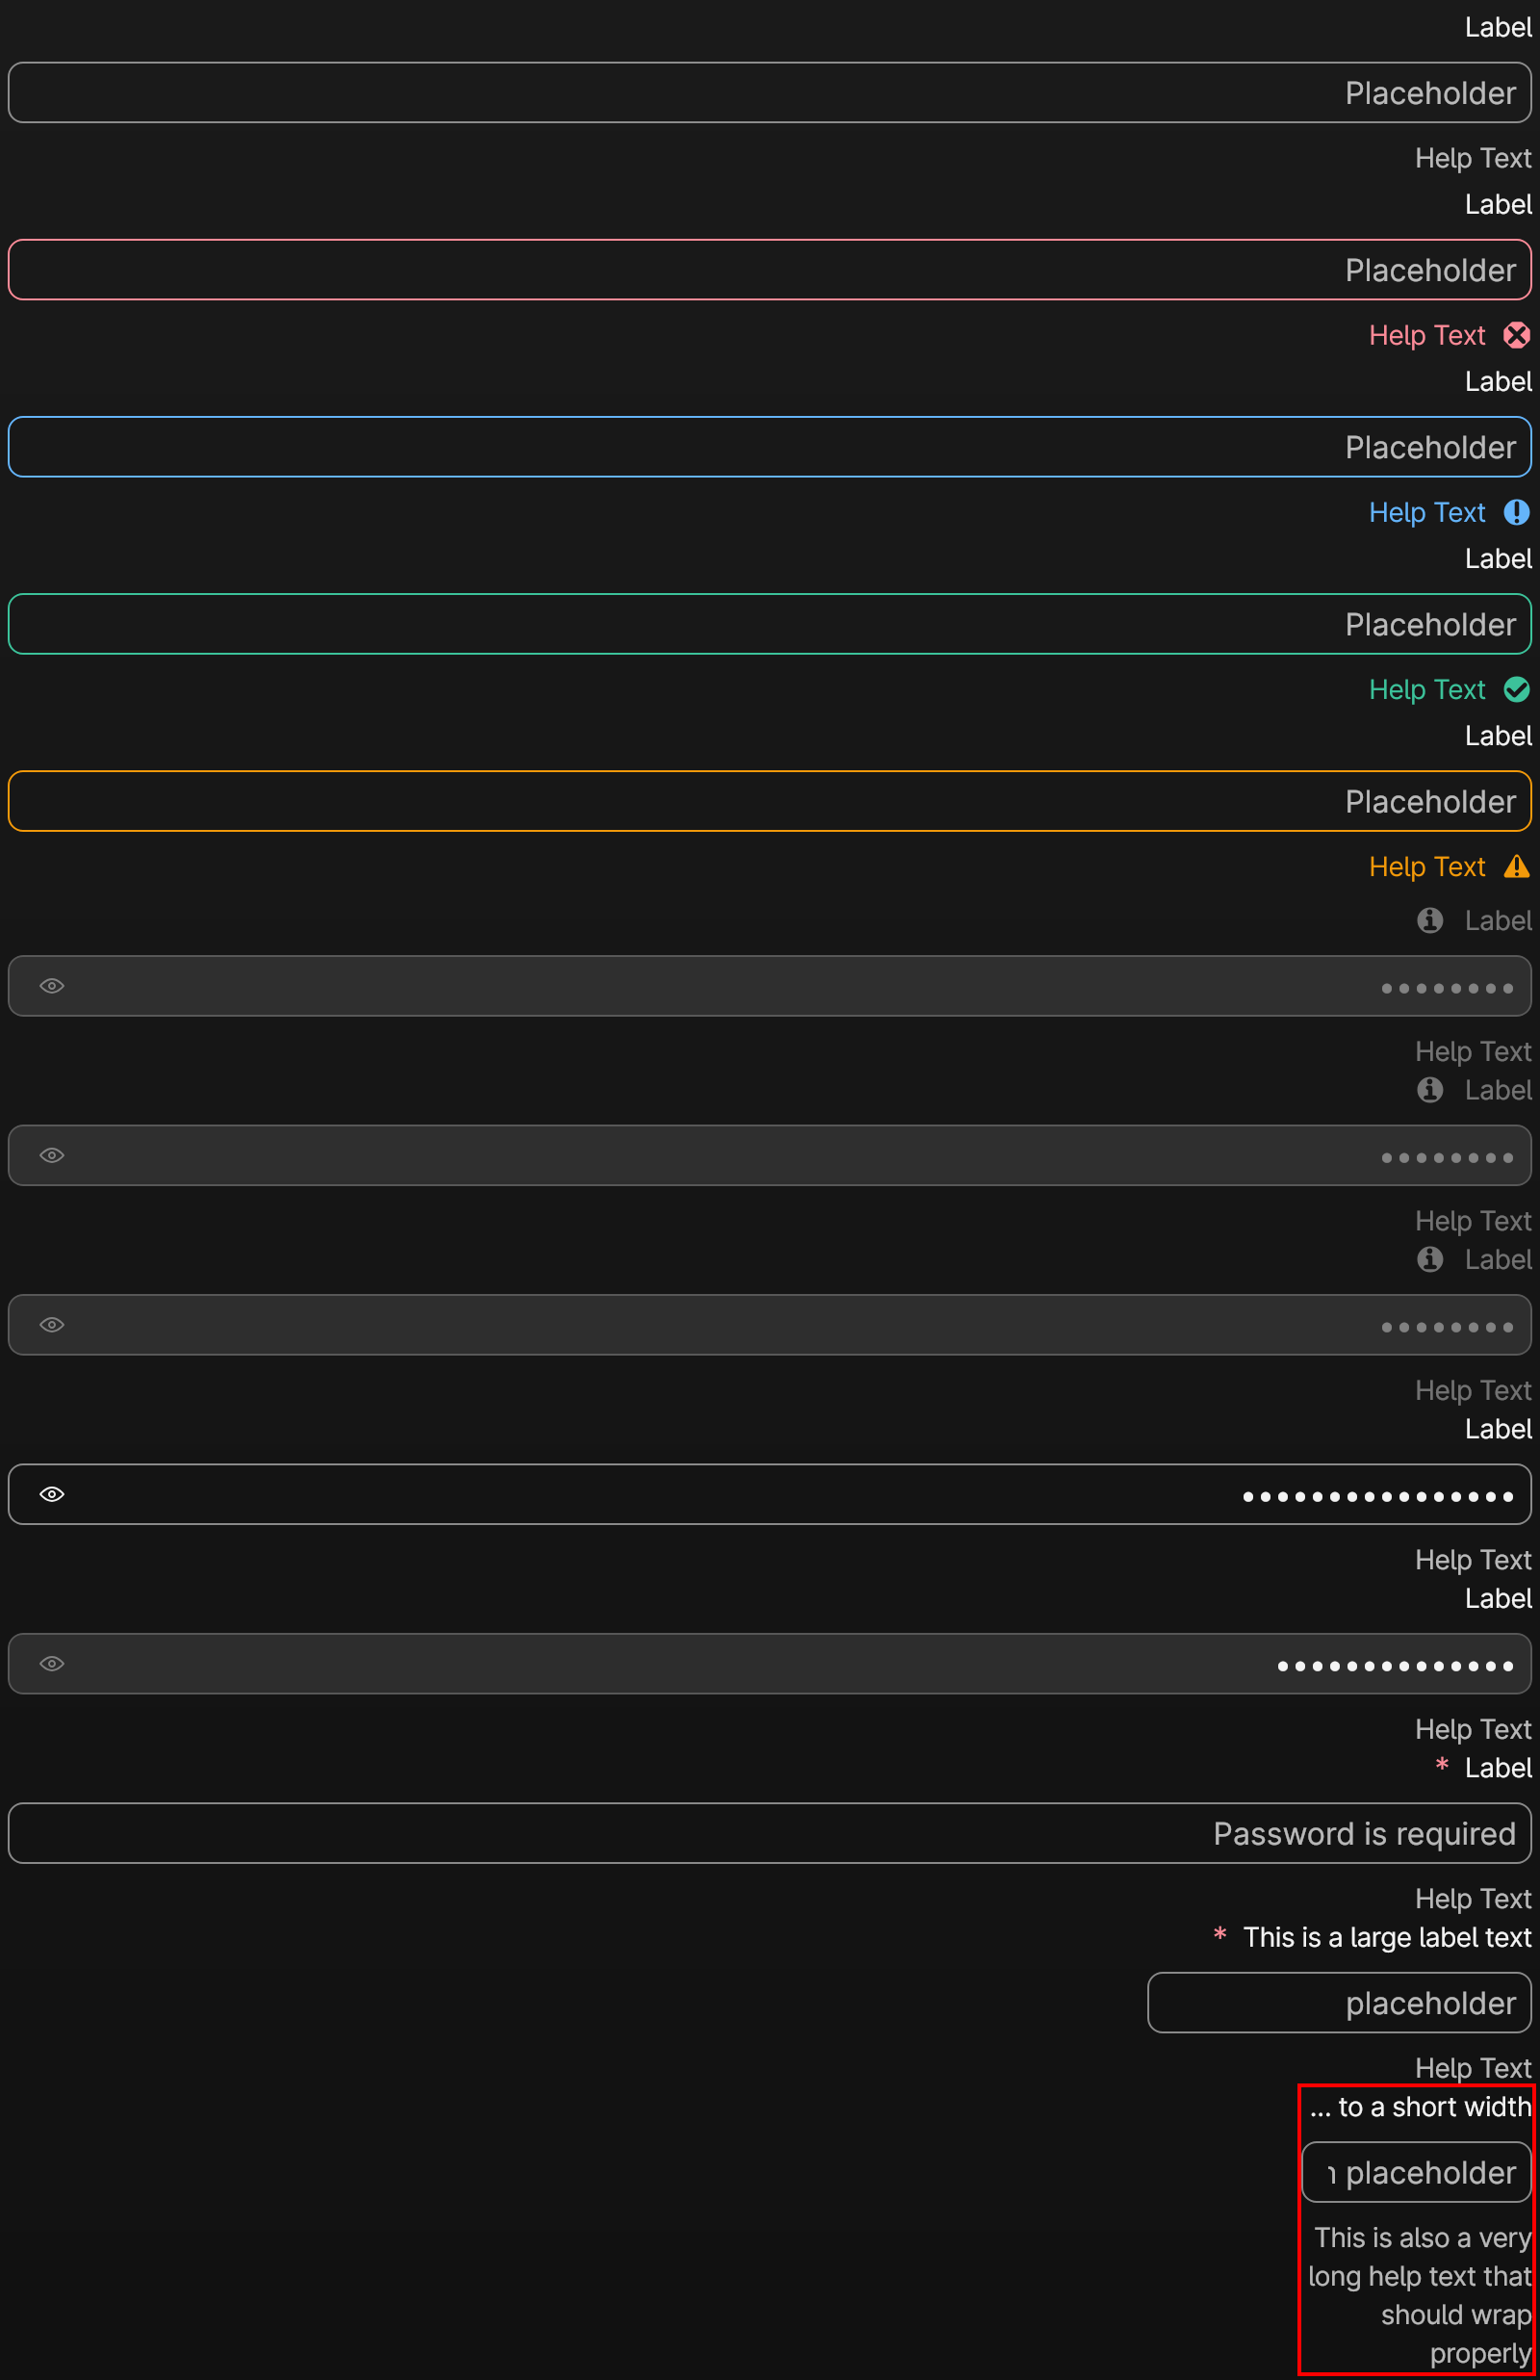 Label
Placeholder
Help Text
Label
Placeholder
Help Text
Label
Placeholder
Help Text
Label
Placeholder
Help Text
Label
Placeholder
Help Text
Label
••••••••
Help Text
Label
••••••••
Help Text
Label
••••••••
Help Text
Label
••••••••••••••••
Help Text
Label
••••••••••••••
Help Text
* Label
Password is required
Help Text
* This is a large label text
placeholder
Help Text
... to a short width
placeholder
This is also a very
long help text that
should wrap
properly